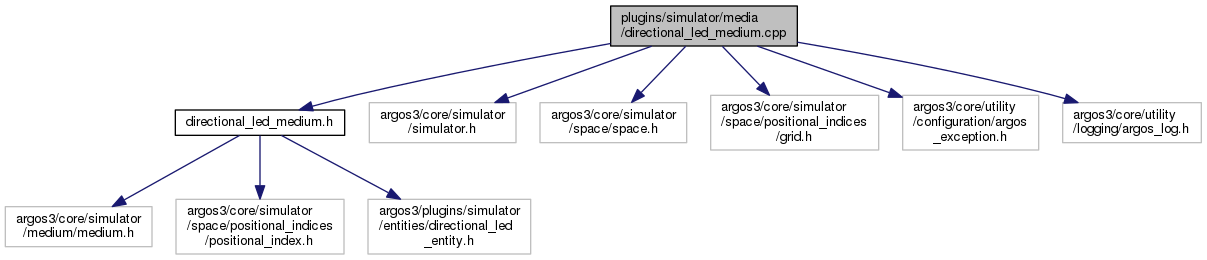 plugins/simulator/media
/directional_led_medium.cpp
directional_led_medium.h
argos3/core/simulator
/simulator.h
argos3/core/simulator
/space/space.h
argos3/core/simulator
/space/positional_indices
/grid.h
argos3/core/utility
/configuration/argos
_exception.h
argos3/core/utility
/logging/argos_log.h
argos3/core/simulator
/medium/medium.h
argos3/core/simulator
/space/positional_indices
/positional_index.h
argos3/plugins/simulator
/entities/directional_led
_entity.h